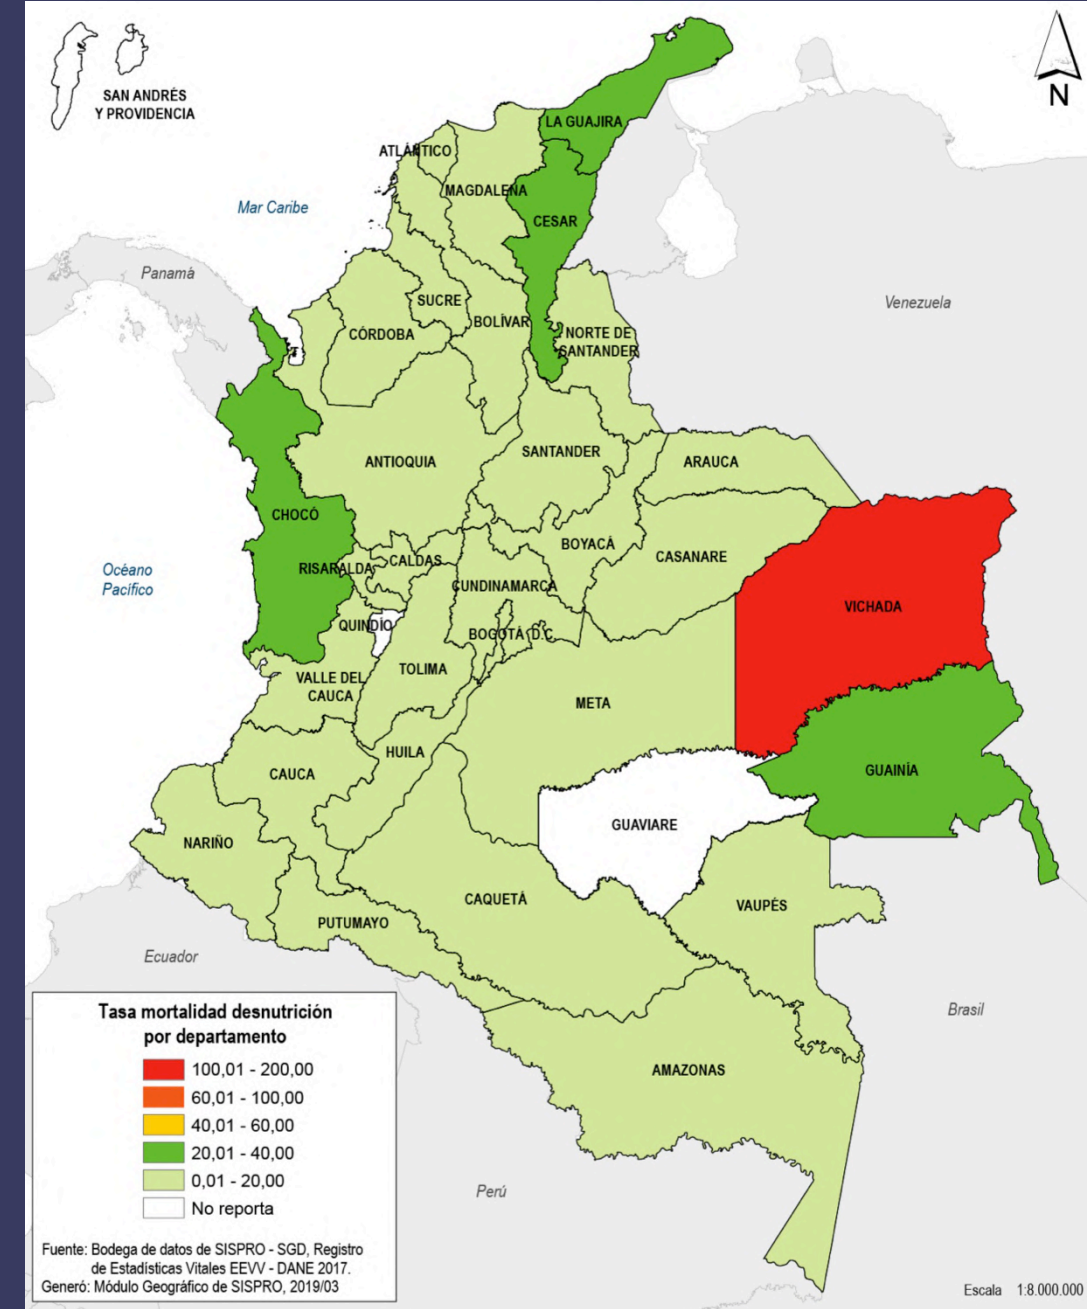 SAN ANDRÉS
Y PROVIDENCIA
N
LA GUAJIRA
ATLÁNTICO
MAGDALENA
Mar Caribe
CESAR
Panamá
SUCRE
Venezuela
BOLÍVAR
CÓRDOBA
NORTE DE
SANTANDER
SANTANDER
ANTIOQUIA
ARAUCA
CHOCÓ
BOYACÁ
CASANARE
CALDAS
RISARALDA
Océano
Pacífico
CUNDINAMARCA
VICHADA
QUINDÍO
BOGOTÁ D.C.
TOLIMA
VALLE DEL
CAUCA
META
HUILA
CAUCA
GUAINÍA
GUAVIARE
NARIÑO
CAQUETÁ
VAUPÉS
PUTUMAYO
Ecuador
Brasil
AMAZONAS
Perú
Tasa mortalidad desnutrición
por departamento
100,01 - 200,00
60,01 - 100,00
40,01 - 60,00
20,01 - 40,00
0,01 - 20,00
No reporta
Fuente: Bodega de datos de SISPRO - SGD, Registro
de Estadísticas Vitales EEVV - DANE 2017.
Generó: Módulo Geográfico de SISPRO, 2019/03
Escala 1:8.000.000